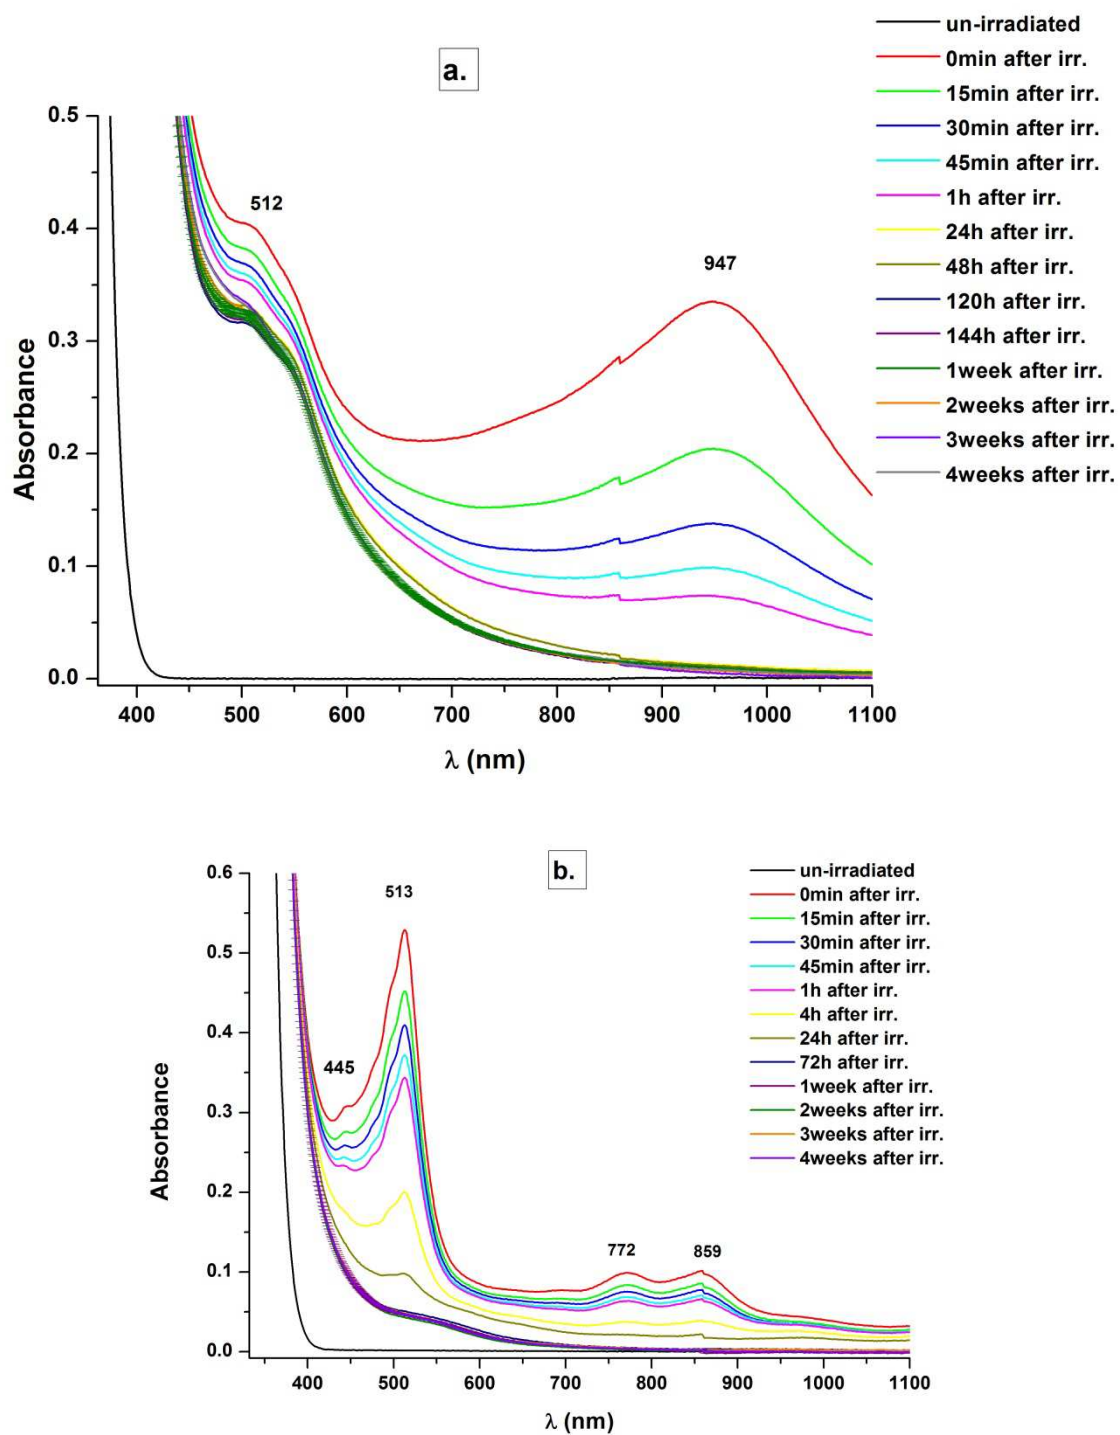 a.
un-irradiated
0min after irr.
15min after irr.
30min after irr.
45min after irr.
1h after irr.
24h after irr.
48h after irr.
120h after irr.
144h after irr.
1week after irr.
2weeks after irr.
3weeks after irr.
4weeks after irr.
512
947
Absorbance
0.5
0.4
0.3
0.2
0.1
0.0
400 500 600 700 800 900 1000 1100
λ (nm)
b.
un-irradiated
0min after irr.
15min after irr.
30min after irr.
45min after irr.
1h after irr.
4h after irr.
24h after irr.
72h after irr.
1week after irr.
2weeks after irr.
3weeks after irr.
4weeks after irr.
513
445
772
859
Absorbance
0.6
0.5
0.4
0.3
0.2
0.1
0.0
400 500 600 700 800 900 1000 1100
λ (nm)